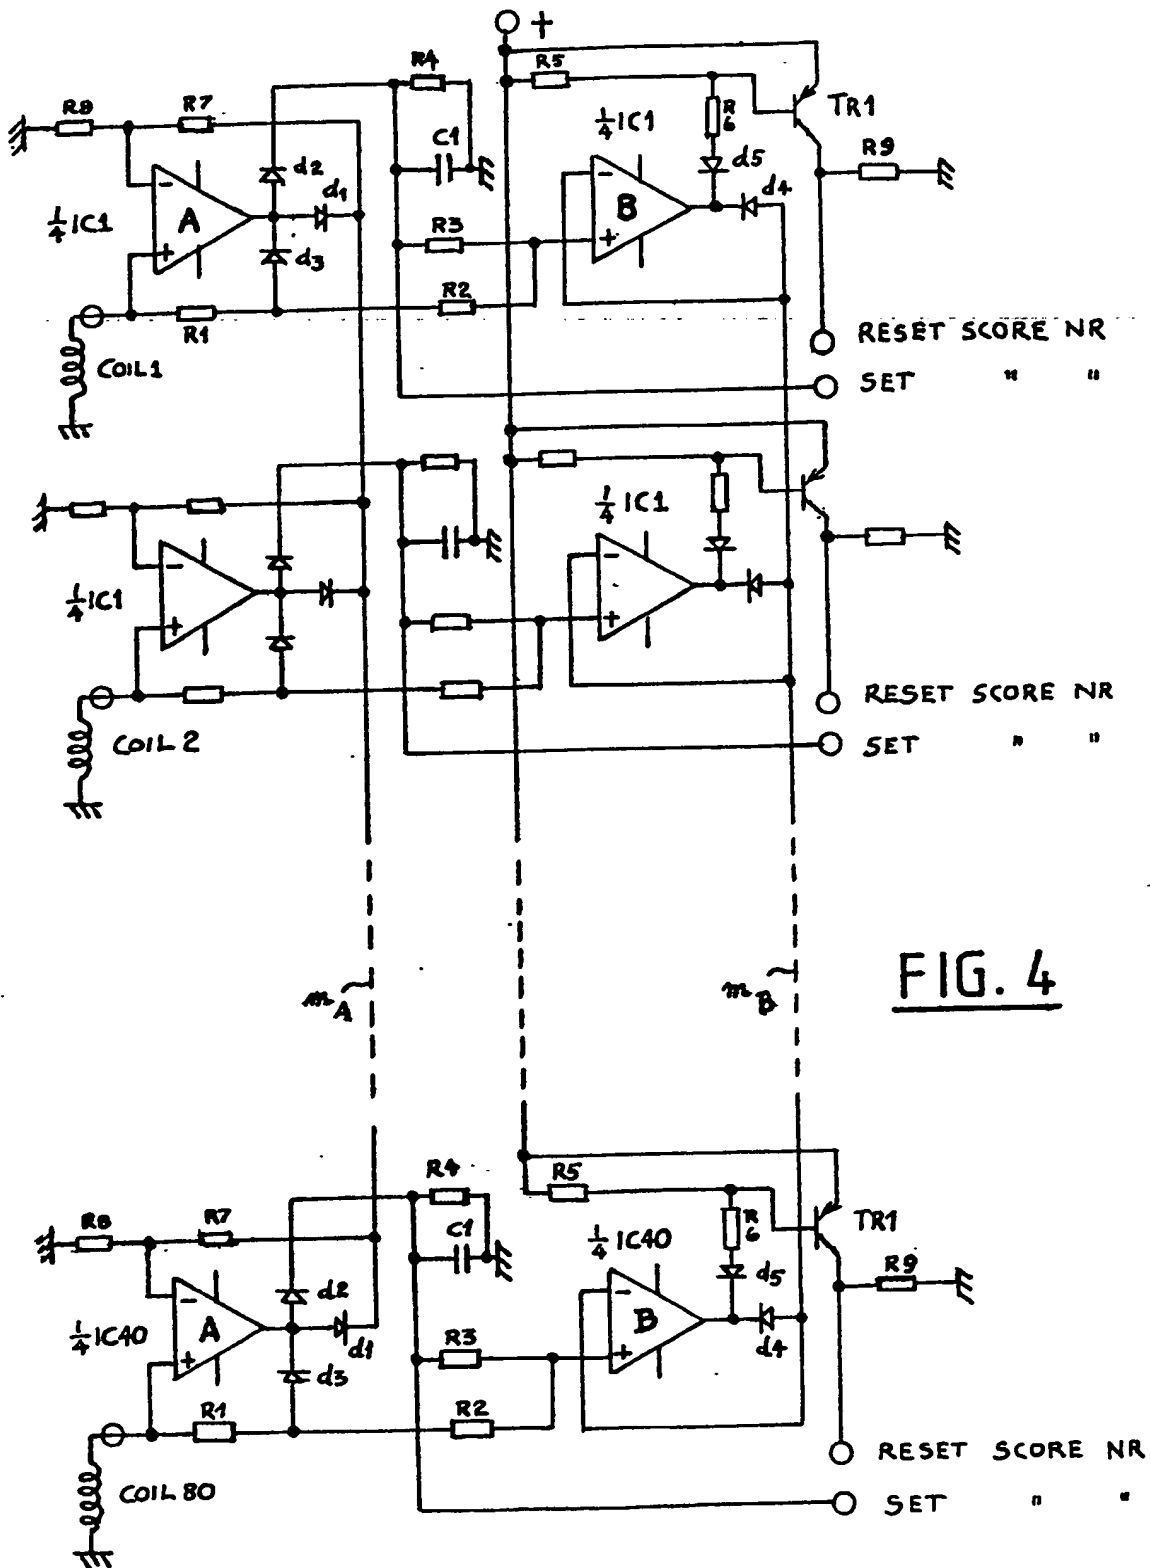 +
R4
R5
R8
R7
R6
TR1
1/4 IC1
C1
d2
d5
R9
d1
d4
A
B
1/4 IC1
d3
R3
R2
R1
COIL1
RESET SCORE NR
SET " "
1/4 IC1
1/4 IC1
COIL 2
RESET SCORE NR
SET " "
FIG. 4
mA
mB
R4
R5
R8
R7
R6
TR1
C1
1/4 IC40
d5
R9
d2
A
B
1/4 IC40
d1
d4
R3
d3
R1
R2
RESET SCORE NR
COIL 80
SET " "